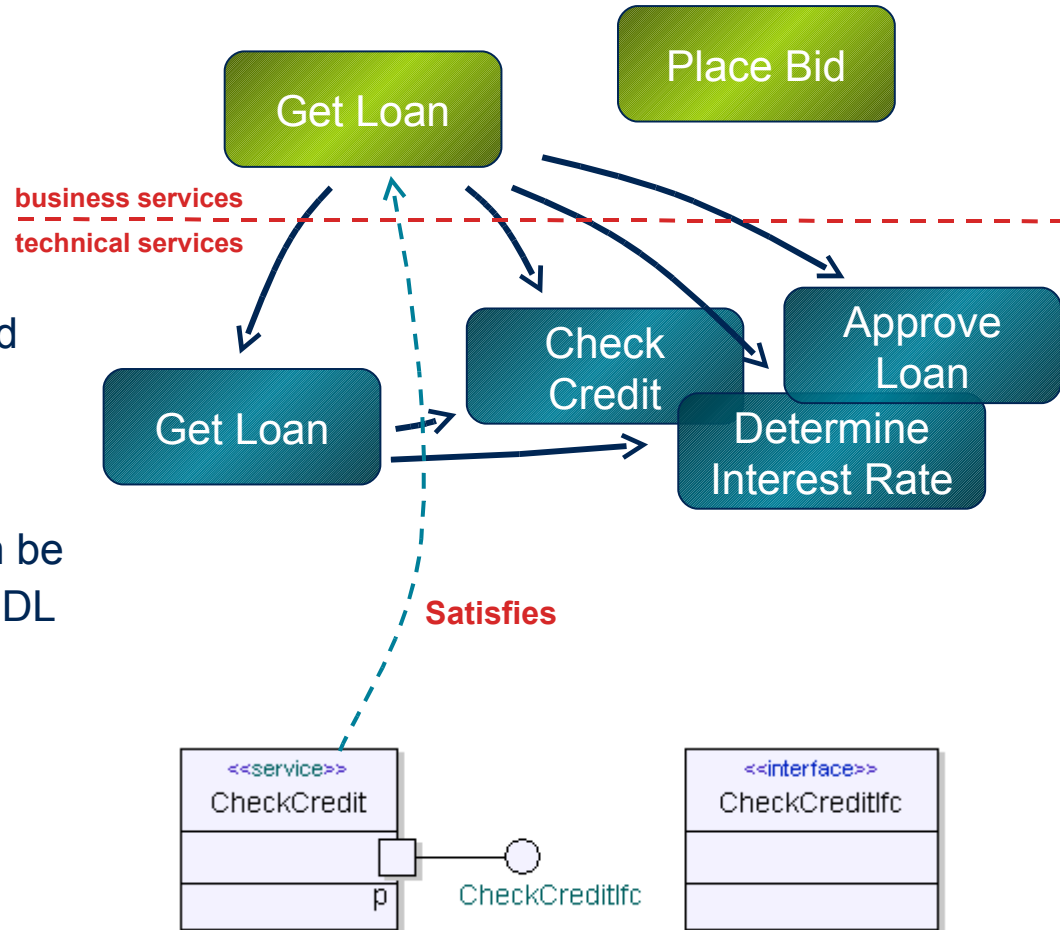 Place Bid
Get Loan
business services
technical services
d
Check
Credit
Approve
Loan
Get Loan
Determine
Interest Rate
be
DL
Satisfies
<<service>>
CheckCredit
p
CheckCreditIfc
<<interface>>
CheckCreditIfc